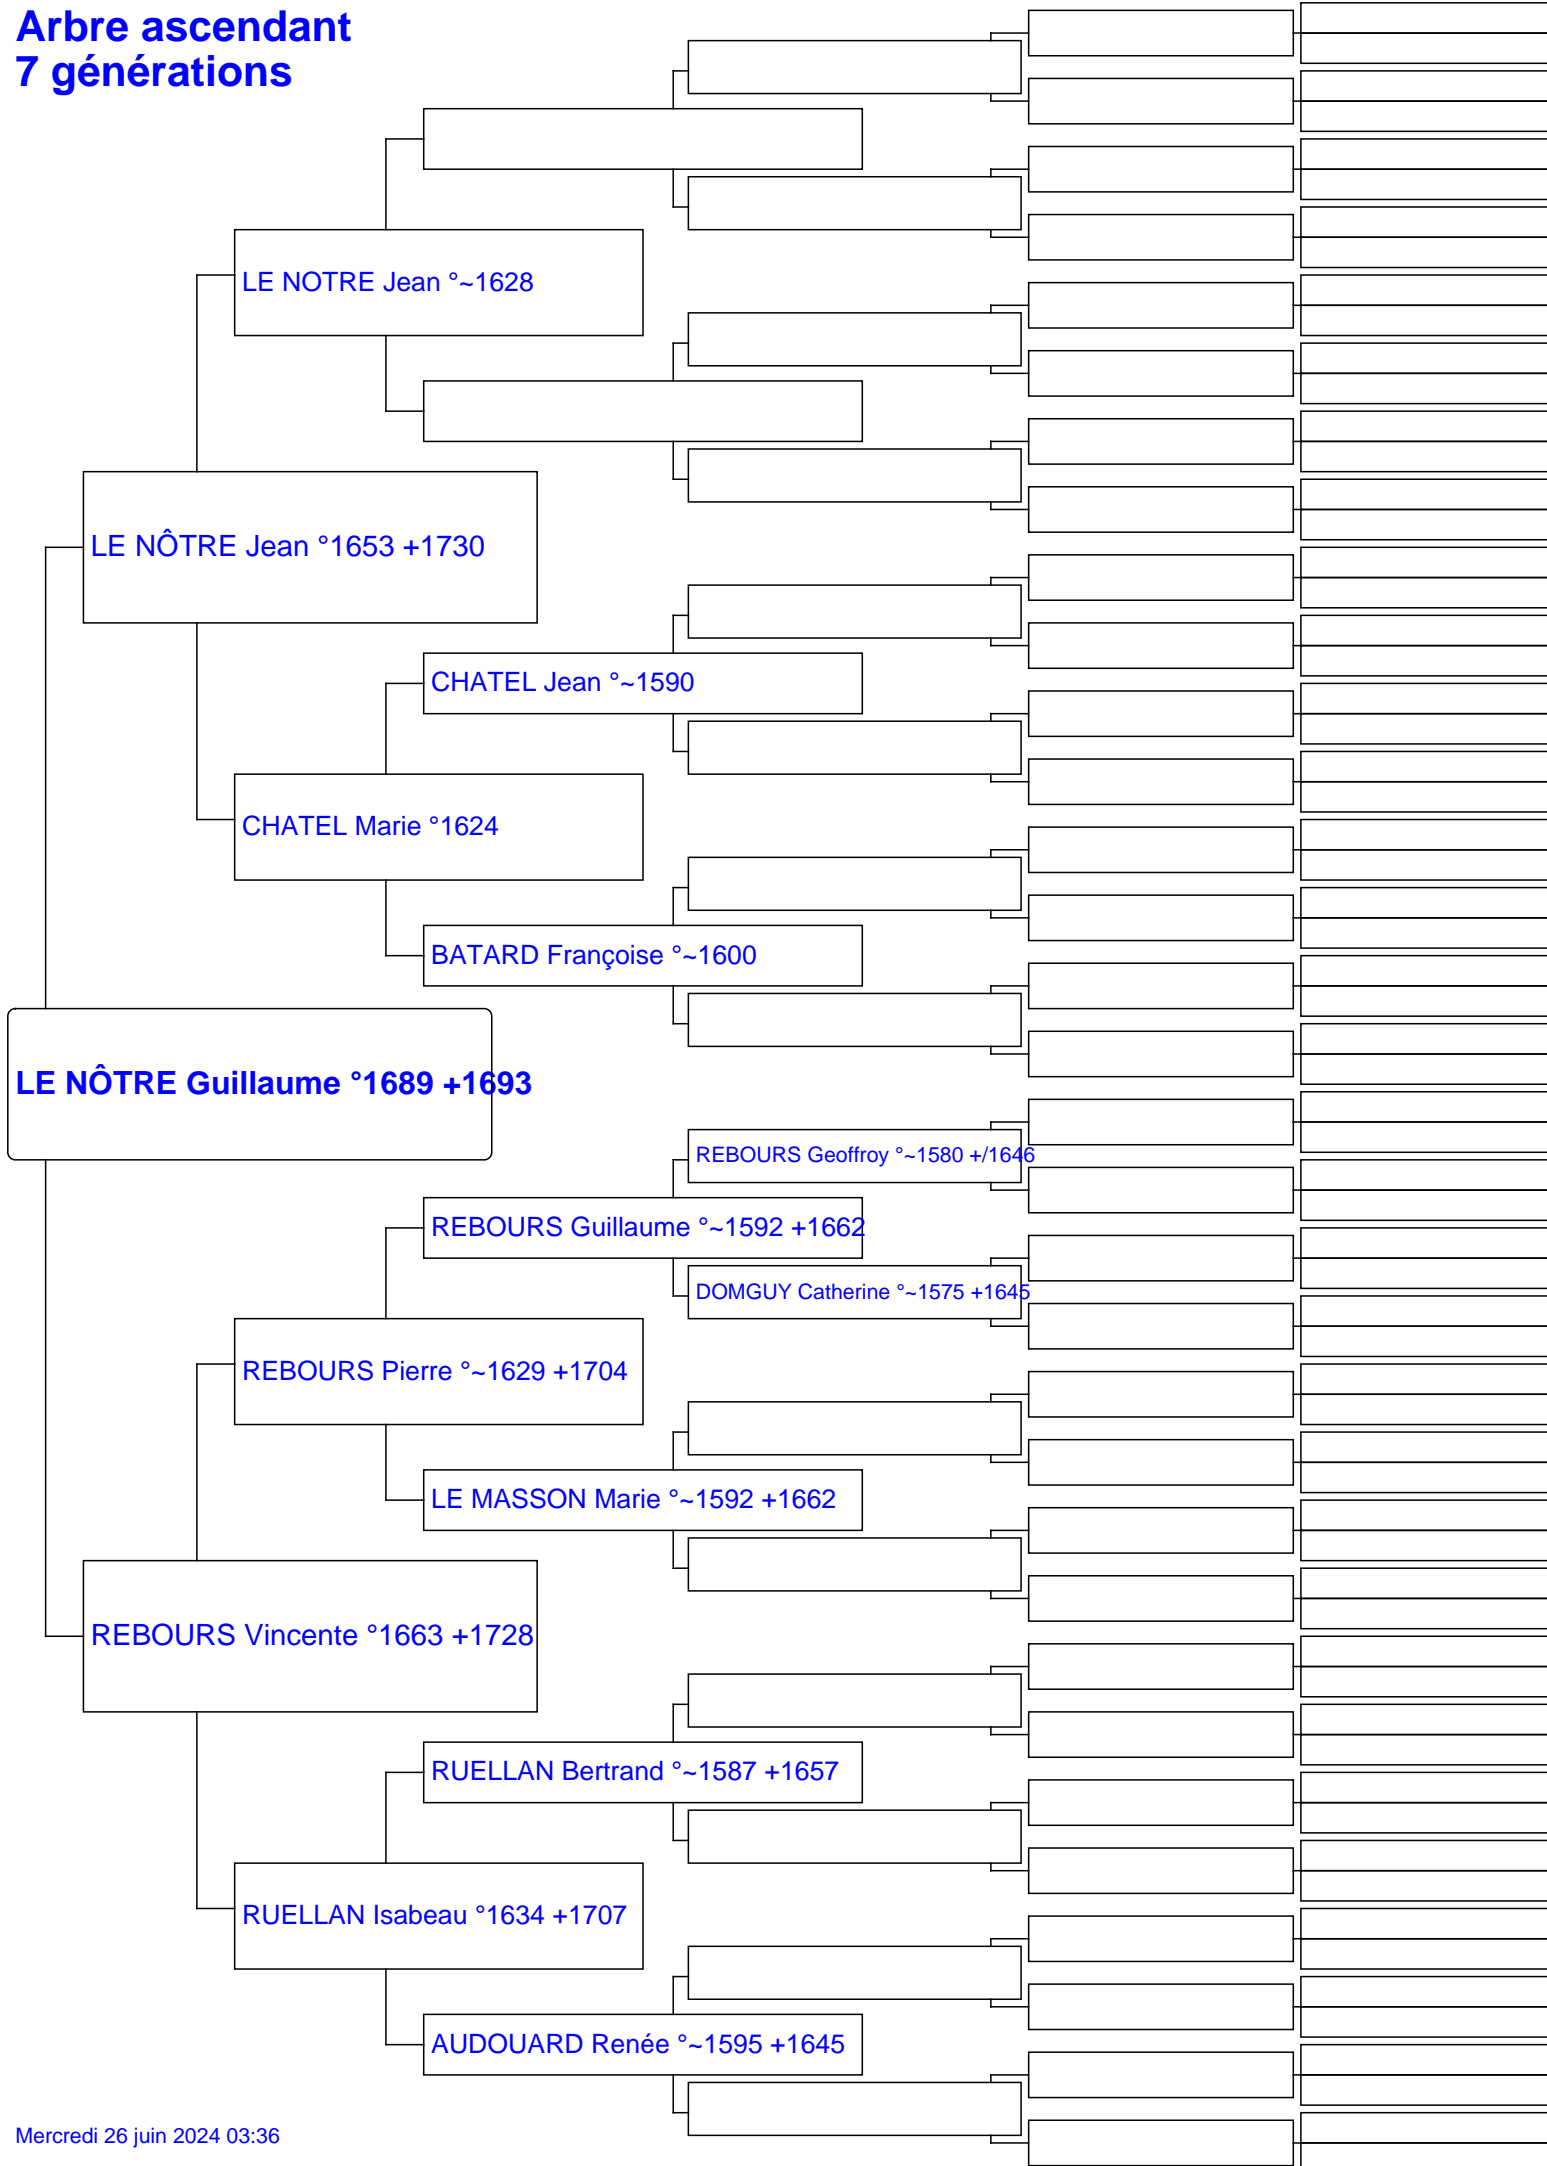 Arbre ascendant
7 générations
LE NOTRE Jean °~1628
LE NÔTRE Jean °1653 +1730
CHATEL Jean °~1590
CHATEL Marie °1624
BATARD Françoise °~1600
LE NÔTRE Guillaume °1689 +1693
REBOURS Geoffroy °~1580 +/1646
REBOURS Guillaume °~1592 +1662
DOMGUY Catherine °~1575 +1645
REBOURS Pierre °~1629 +1704
LE MASSON Marie °~1592 +1662
REBOURS Vincente °1663 +1728
RUELLAN Bertrand °~1587 +1657
RUELLAN Isabeau °1634 +1707
AUDOUARD Renée °~1595 +1645
Mercredi 26 juin 2024 03:36